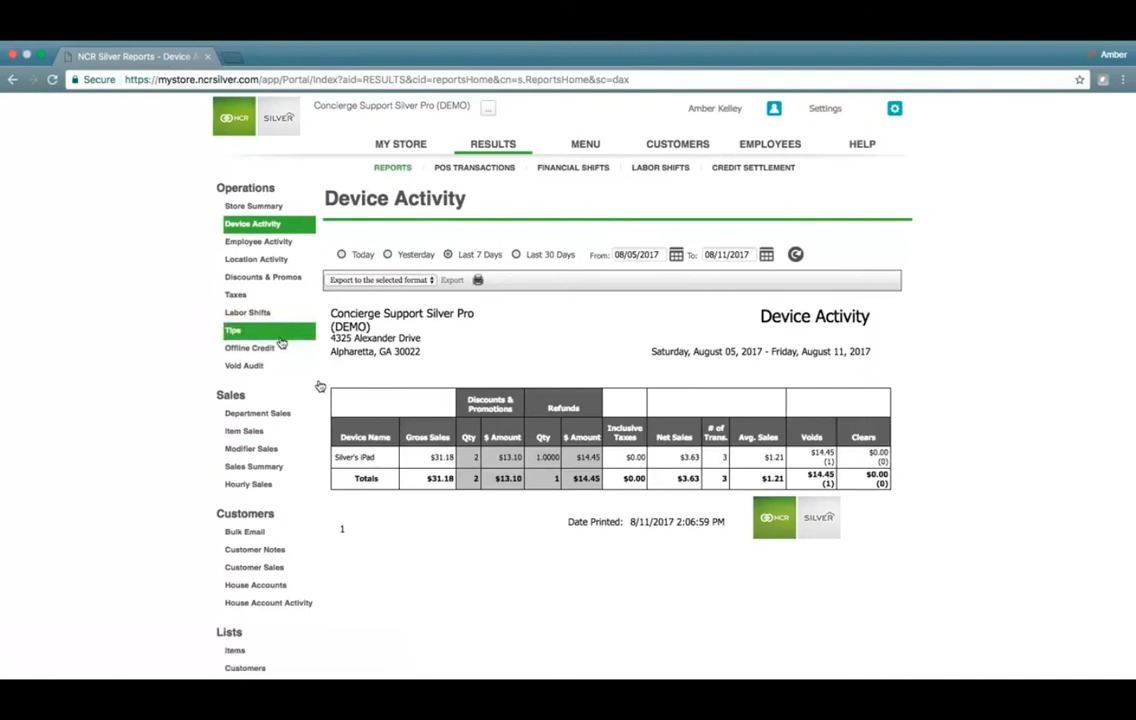 NCR Silver Reports - Device A
Amber
Secure
https://mystore.ncrsilver.com/app/Portal/Index?aid=RESULTS&cid=reportsHome&cn=s.ReportsHome&sc=dax
NCR SILVER
Concierge Support Silver Pro (DEMO) ...
Amber Kelley
Settings
MY STORE RESULTS MENU CUSTOMERS EMPLOYEES HELP
REPORTS POS TRANSACTIONS FINANCIAL SHIFTS LABOR SHIFTS CREDIT SETTLEMENT
Operations
Store Summary
Device Activity
Employee Activity
Location Activity
Discounts & Promos
Taxes
Labor Shifts
Tips
Offline Credit
Void Audit
Sales
Department Sales
Item Sales
Modifier Sales
Sales Summary
Hourly Sales
Customers
Bulk Email
Customer Notes
Customer Sales
House Accounts
House Account Activity
Lists
Items
Customers
Device Activity
Today Yesterday Last 7 Days Last 30 Days From: 08/05/2017 To: 08/11/2017
Export to the selected format Export
Concierge Support Silver Pro
(DEMO)
4325 Alexander Drive
Alpharetta, GA 30022
Device Activity
Saturday, August 05, 2017 - Friday, August 11, 2017
Discounts &
Promotions
Refunds
Device Name Gross Sales Qty $ Amount Qty $ Amount Inclusive Taxes Net Sales # of Trans. Avg. Sales Voids Clears
Silver's iPad $31.18 2 $13.10 1.0000 $14.45 $0.00 $3.63 3 $1.21 $14.45 (1) $0.00 (0)
Totals $31.18 2 $13.10 1 $14.45 $0.00 $3.63 3 $1.21 $14.45 (1) $0.00 (0)
1
Date Printed: 8/11/2017 2:06:59 PM
NCR SILVER